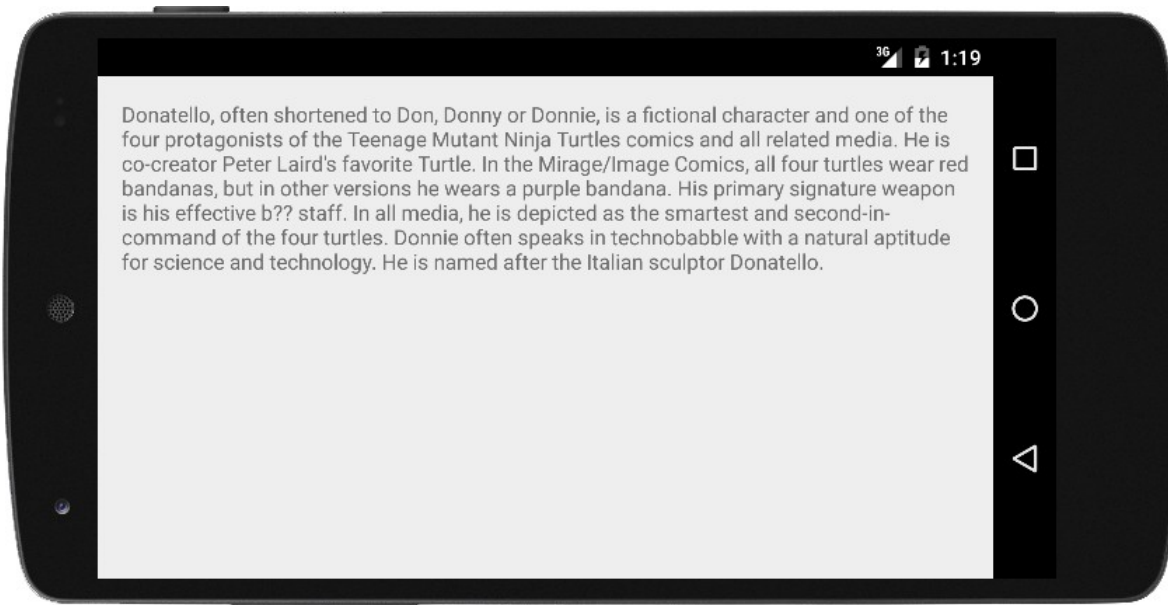 3G 1:19
Donatello, often shortened to Don, Donny or Donnie, is a fictional character and one of the
four protagonists of the Teenage Mutant Ninja Turtles comics and all related media. He is
co-creator Peter Laird's favorite Turtle. In the Mirage/Image Comics, all four turtles wear red
bandanas, but in other versions he wears a purple bandana. His primary signature weapon
is his effective b?? staff. In all media, he is depicted as the smartest and second-in-
command of the four turtles. Donnie often speaks in technobabble with a natural aptitude
for science and technology. He is named after the Italian sculptor Donatello.